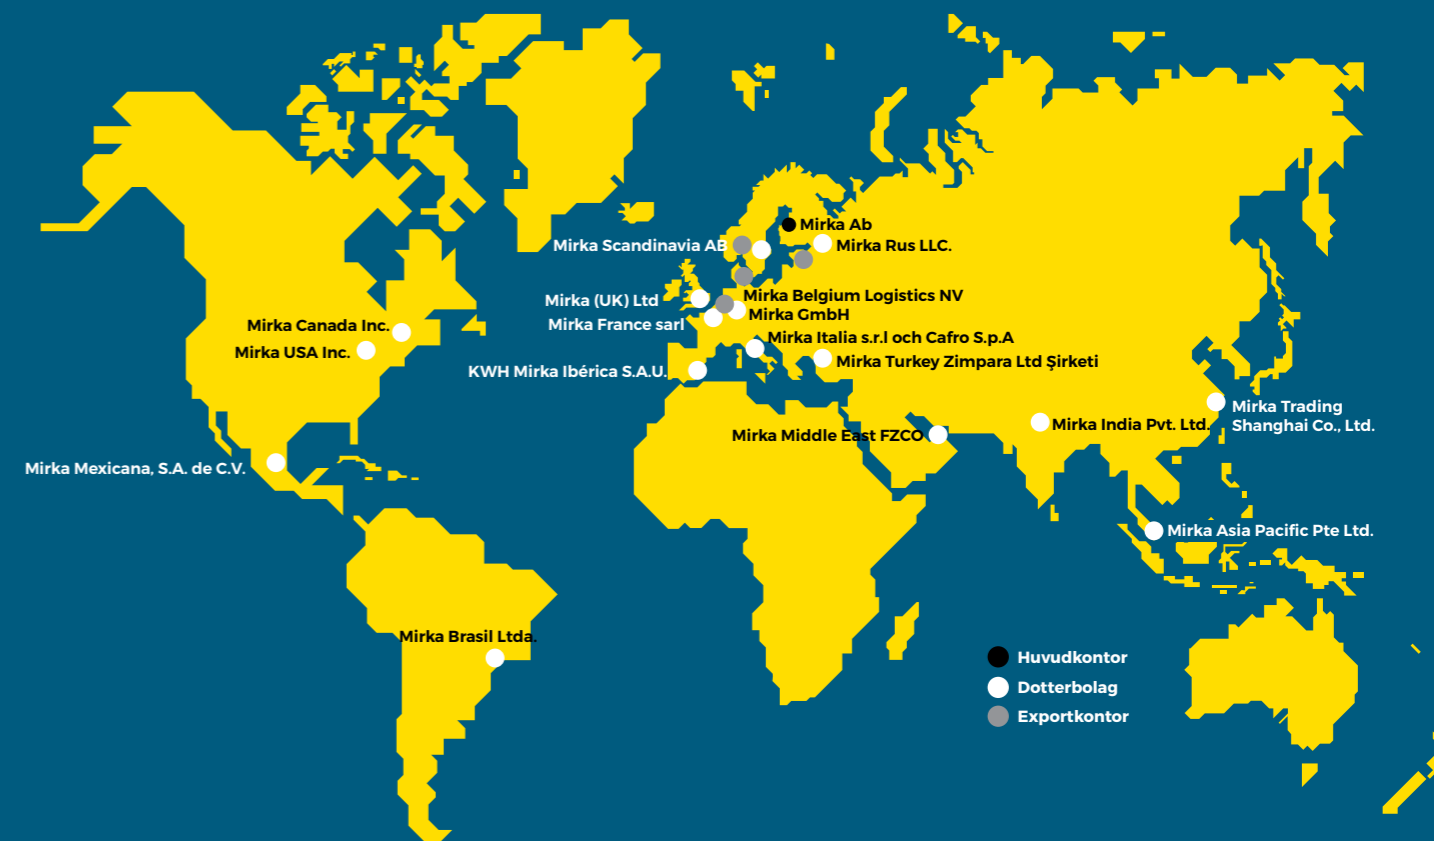 Mirka Ab
Mirka Scandinavia AB
Mirka Rus LLC.
Mirka Belgium Logistics NV
Mirka (UK) Ltd
Mirka GmbH
Mirka France sarl
Mirka Canada Inc.
Mirka Italia s.r.l och Cafro S.p.A
Mirka USA Inc.
Mirka Turkey Zimpara Ltd Şirketi
KWH Mirka Ibérica S.A.U.
Mirka Trading
Shanghai Co., Ltd.
Mirka India Pvt. Ltd.
Mirka Middle East FZCO
Mirka Mexicana, S.A. de C.V.
Mirka Asia Pacific Pte Ltd.
Mirka Brasil Ltda.
Huvudkontor
Dotterbolag
Exportkontor